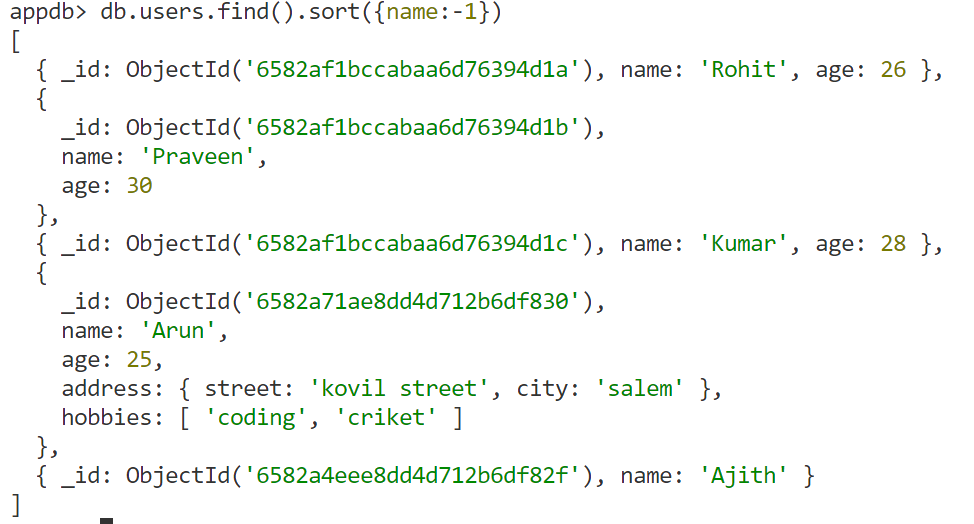 appdb> db.users.find().sort({name:-1})
[
  { _id: ObjectId('6582af1bccabaa6d76394d1a'), name: 'Rohit', age: 26 },
  {
    _id: ObjectId('6582af1bccabaa6d76394d1b'),
    name: 'Praveen',
    age: 30
  },
  { _id: ObjectId('6582af1bccabaa6d76394d1c'), name: 'Kumar', age: 28 },
  {
    _id: ObjectId('6582a71ae8dd4d712b6df830'),
    name: 'Arun',
    age: 25,
    address: { street: 'kovil street', city: 'salem' },
    hobbies: [ 'coding', 'criket' ]
  },
  { _id: ObjectId('6582a4eee8dd4d712b6df82f'), name: 'Ajith' }
]